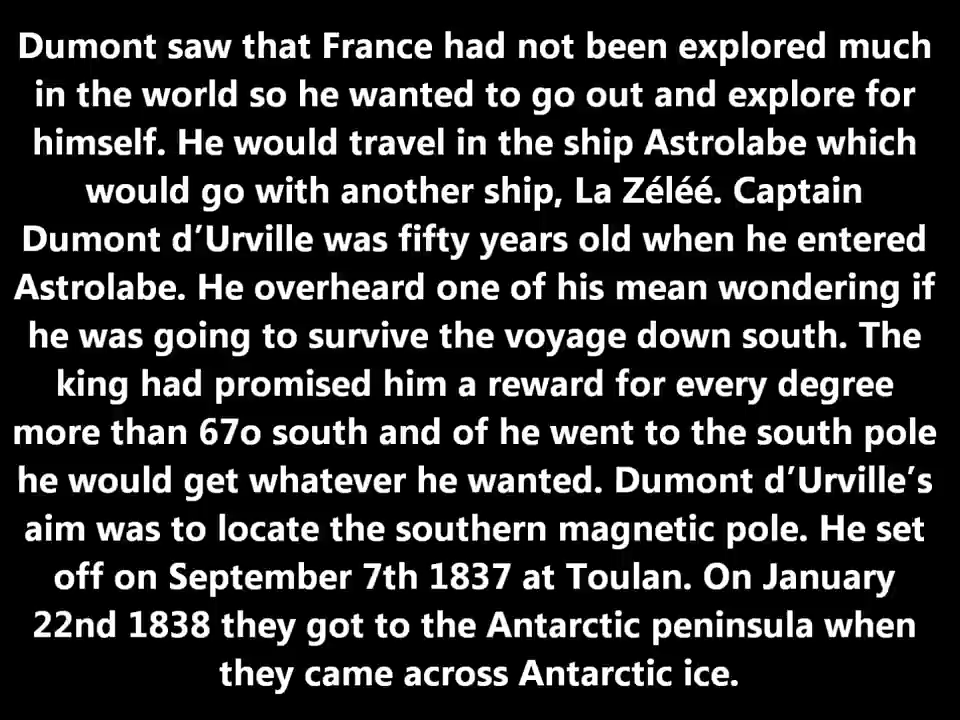 Dumont saw that France had not been explored much
in the world so he wanted to go out and explore for
himself. He would travel in the ship Astrolabe which
would go with another ship, La Zéléé. Captain
Dumont d’Urville was fifty years old when he entered
Astrolabe. He overheard one of his mean wondering if
he was going to survive the voyage down south. The
king had promised him a reward for every degree
more than 67o south and of he went to the south pole
he would get whatever he wanted. Dumont d’Urville’s
aim was to locate the southern magnetic pole. He set
off on September 7th 1837 at Toulan. On January
22nd 1838 they got to the Antarctic peninsula when
they came across Antarctic ice.